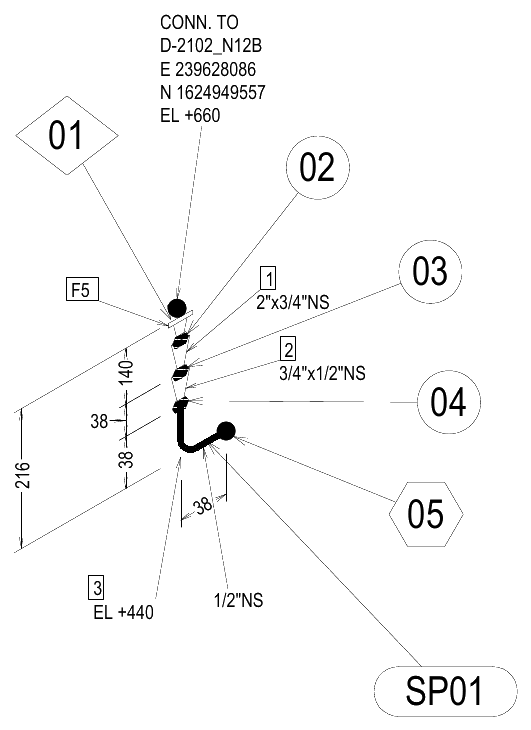 CONN. TO
D-2102_N12B
E 239628086
N 1624949557
EL +660
01
02
03
F5
1
2"x3/4"NS
2
3/4"x1/2"NS
140
04
38
38
216
05
38
3
EL +440
1/2"NS
SP01